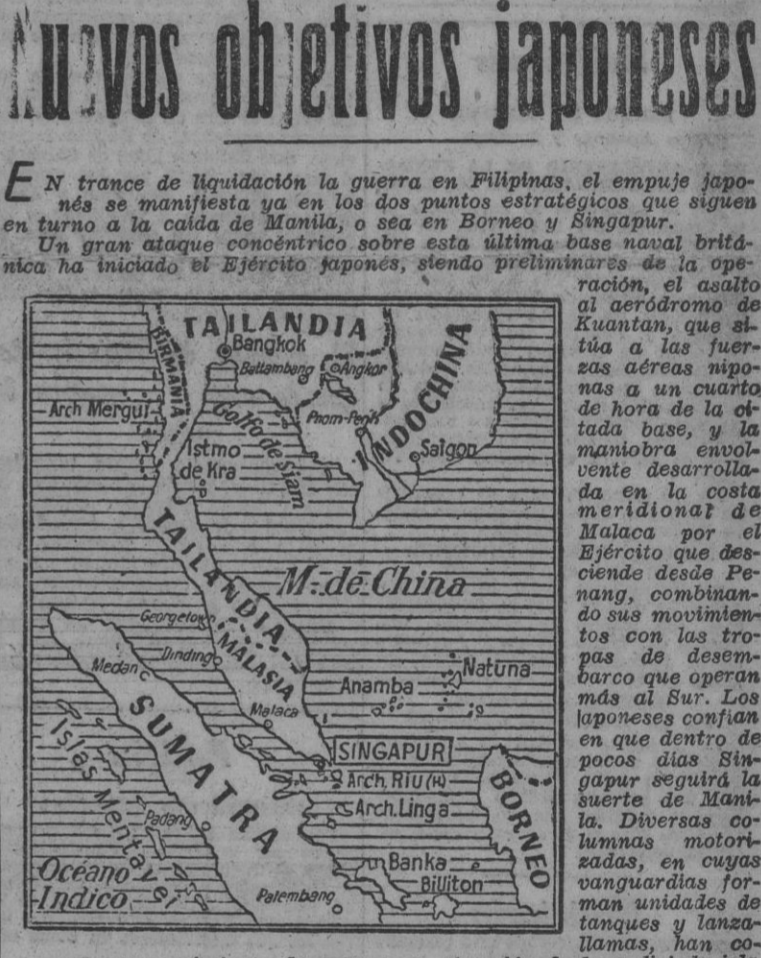 Nuevos objetivos japoneses
EN trance de liquidación la guerra en Filipinas, el empuje japo-
nés se manifiesta ya en los dos puntos estratégicos que siguen
en turno a la caída de Manila, o sea en Borneo y Singapur.
Un gran ataque concéntrico sobre esta última base naval britá-
nica ha iniciado el Ejército japonés, siendo preliminares de la ope-
ración, el asalto
al aeródromo de
Kuantan, que si-
túa a las fuer-
zas aéreas nipo-
nas a un cuarto
de hora de la ci-
tada base, y la
maniobra envol-
vente desarrolla-
da en la costa
meridional de
Malaca por el
Ejército que des-
ciende desde Pe-
nang, combinan-
do sus movimien-
tos con las tro-
pas de desem-
barco que operan
más al Sur. Los
japoneses confían
en que dentro de
pocos días Sin-
gapur seguirá la
suerte de Mani-
la. Diversas co-
lumnas motori-
zadas, en cuyas
vanguardias for-
man unidades de
tanques y lanza-
llamas, han co-
TAILANDIA
BIRMANIA
Bangkok
Battambang
Angkor
INDOCHINA
Arch Mergui
Golfo de Siam
Pnom-Penh
Saigon
Istmo
de Kra
TAILANDIA
M. de China
Georgetow
MALASIA
Dinding
Medan
Natuna
Anamba
Malaca
SUMATRA
SINGAPUR
Islas Mentavei
Arch. Riu (H)
Arch. Linga
BORNEO
Padang
Banka
Billiton
Océano
Indico
Palembang